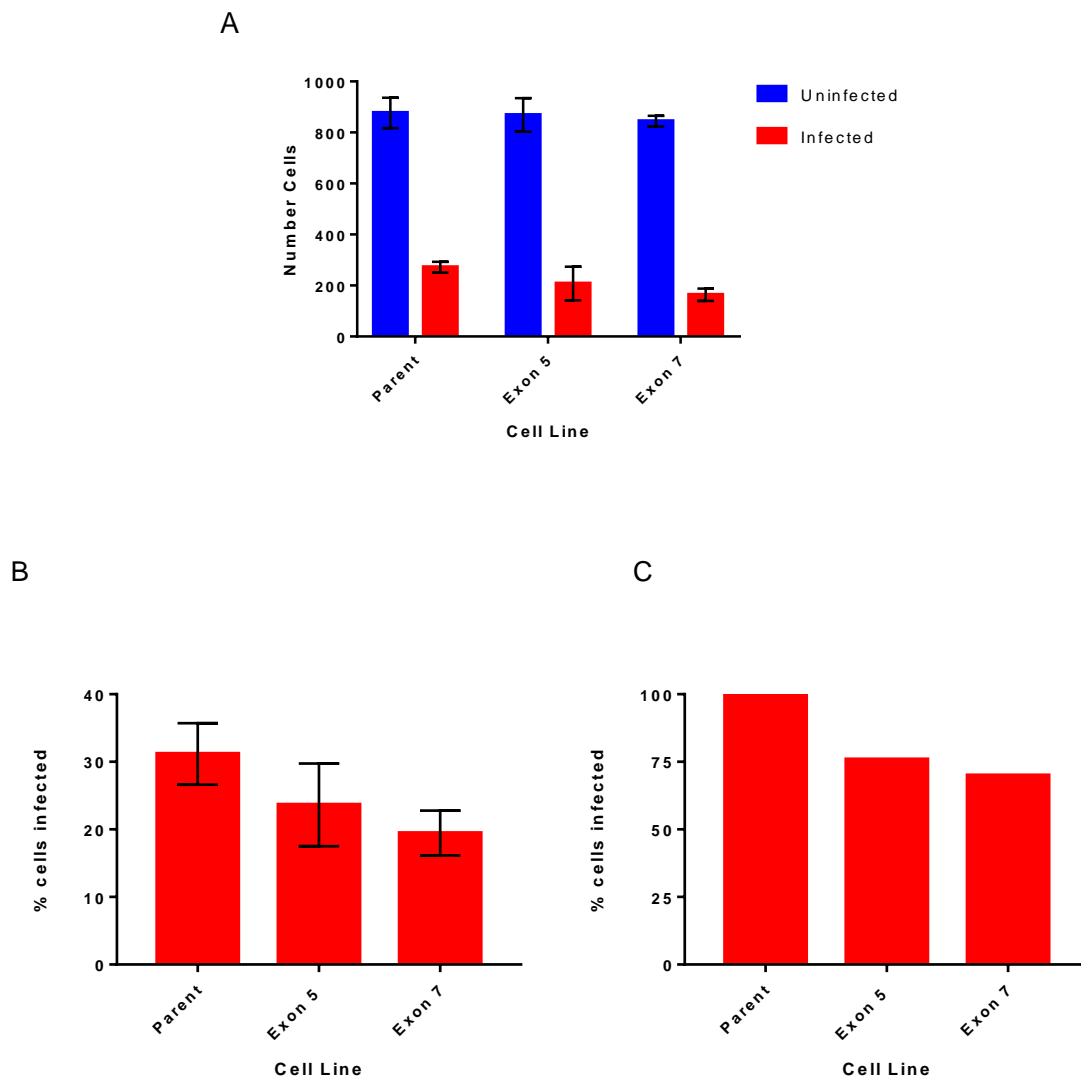 A
1000
800
600
400
200
0
Number Cells
Uninfected
Infected
Parent
Exon 5
Exon 7
Cell Line
B
40
30
20
10
0
% cells infected
Parent
Exon 5
Exon 7
Cell Line
C
100
75
50
25
0
% cells infected
Parent
Exon 5
Exon 7
Cell Line